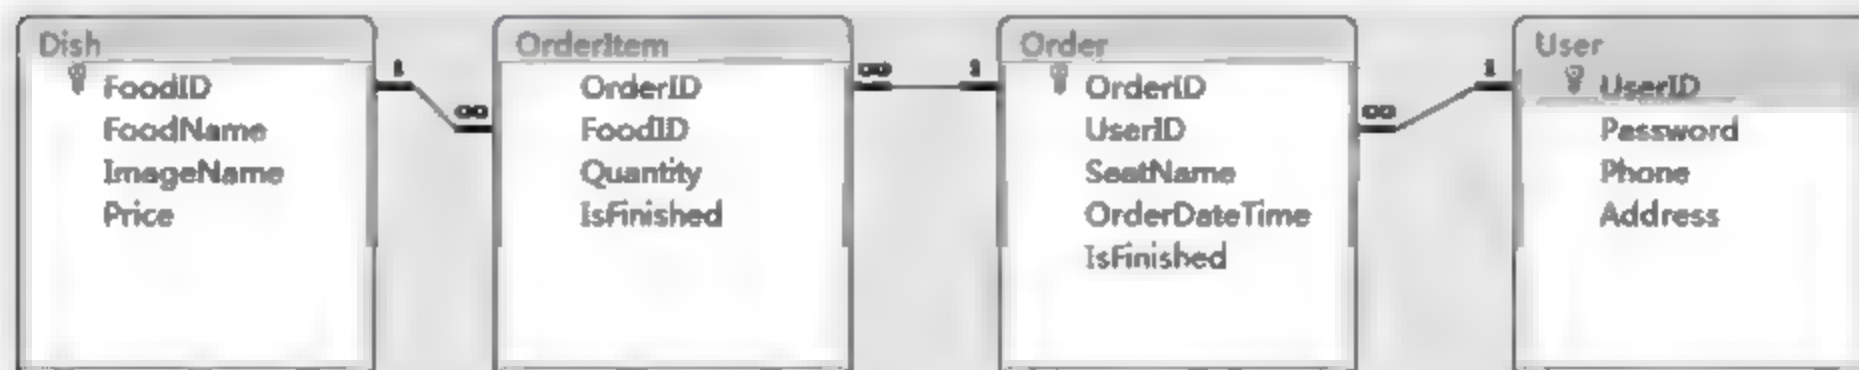 Dish
FoodID
FoodName
ImageName
Price
1
∞
OrderItem
OrderID
FoodID
Quantity
IsFinished
∞
1
Order
OrderID
UserID
SeatName
OrderDateTime
IsFinished
∞
1
User
UserID
Password
Phone
Address